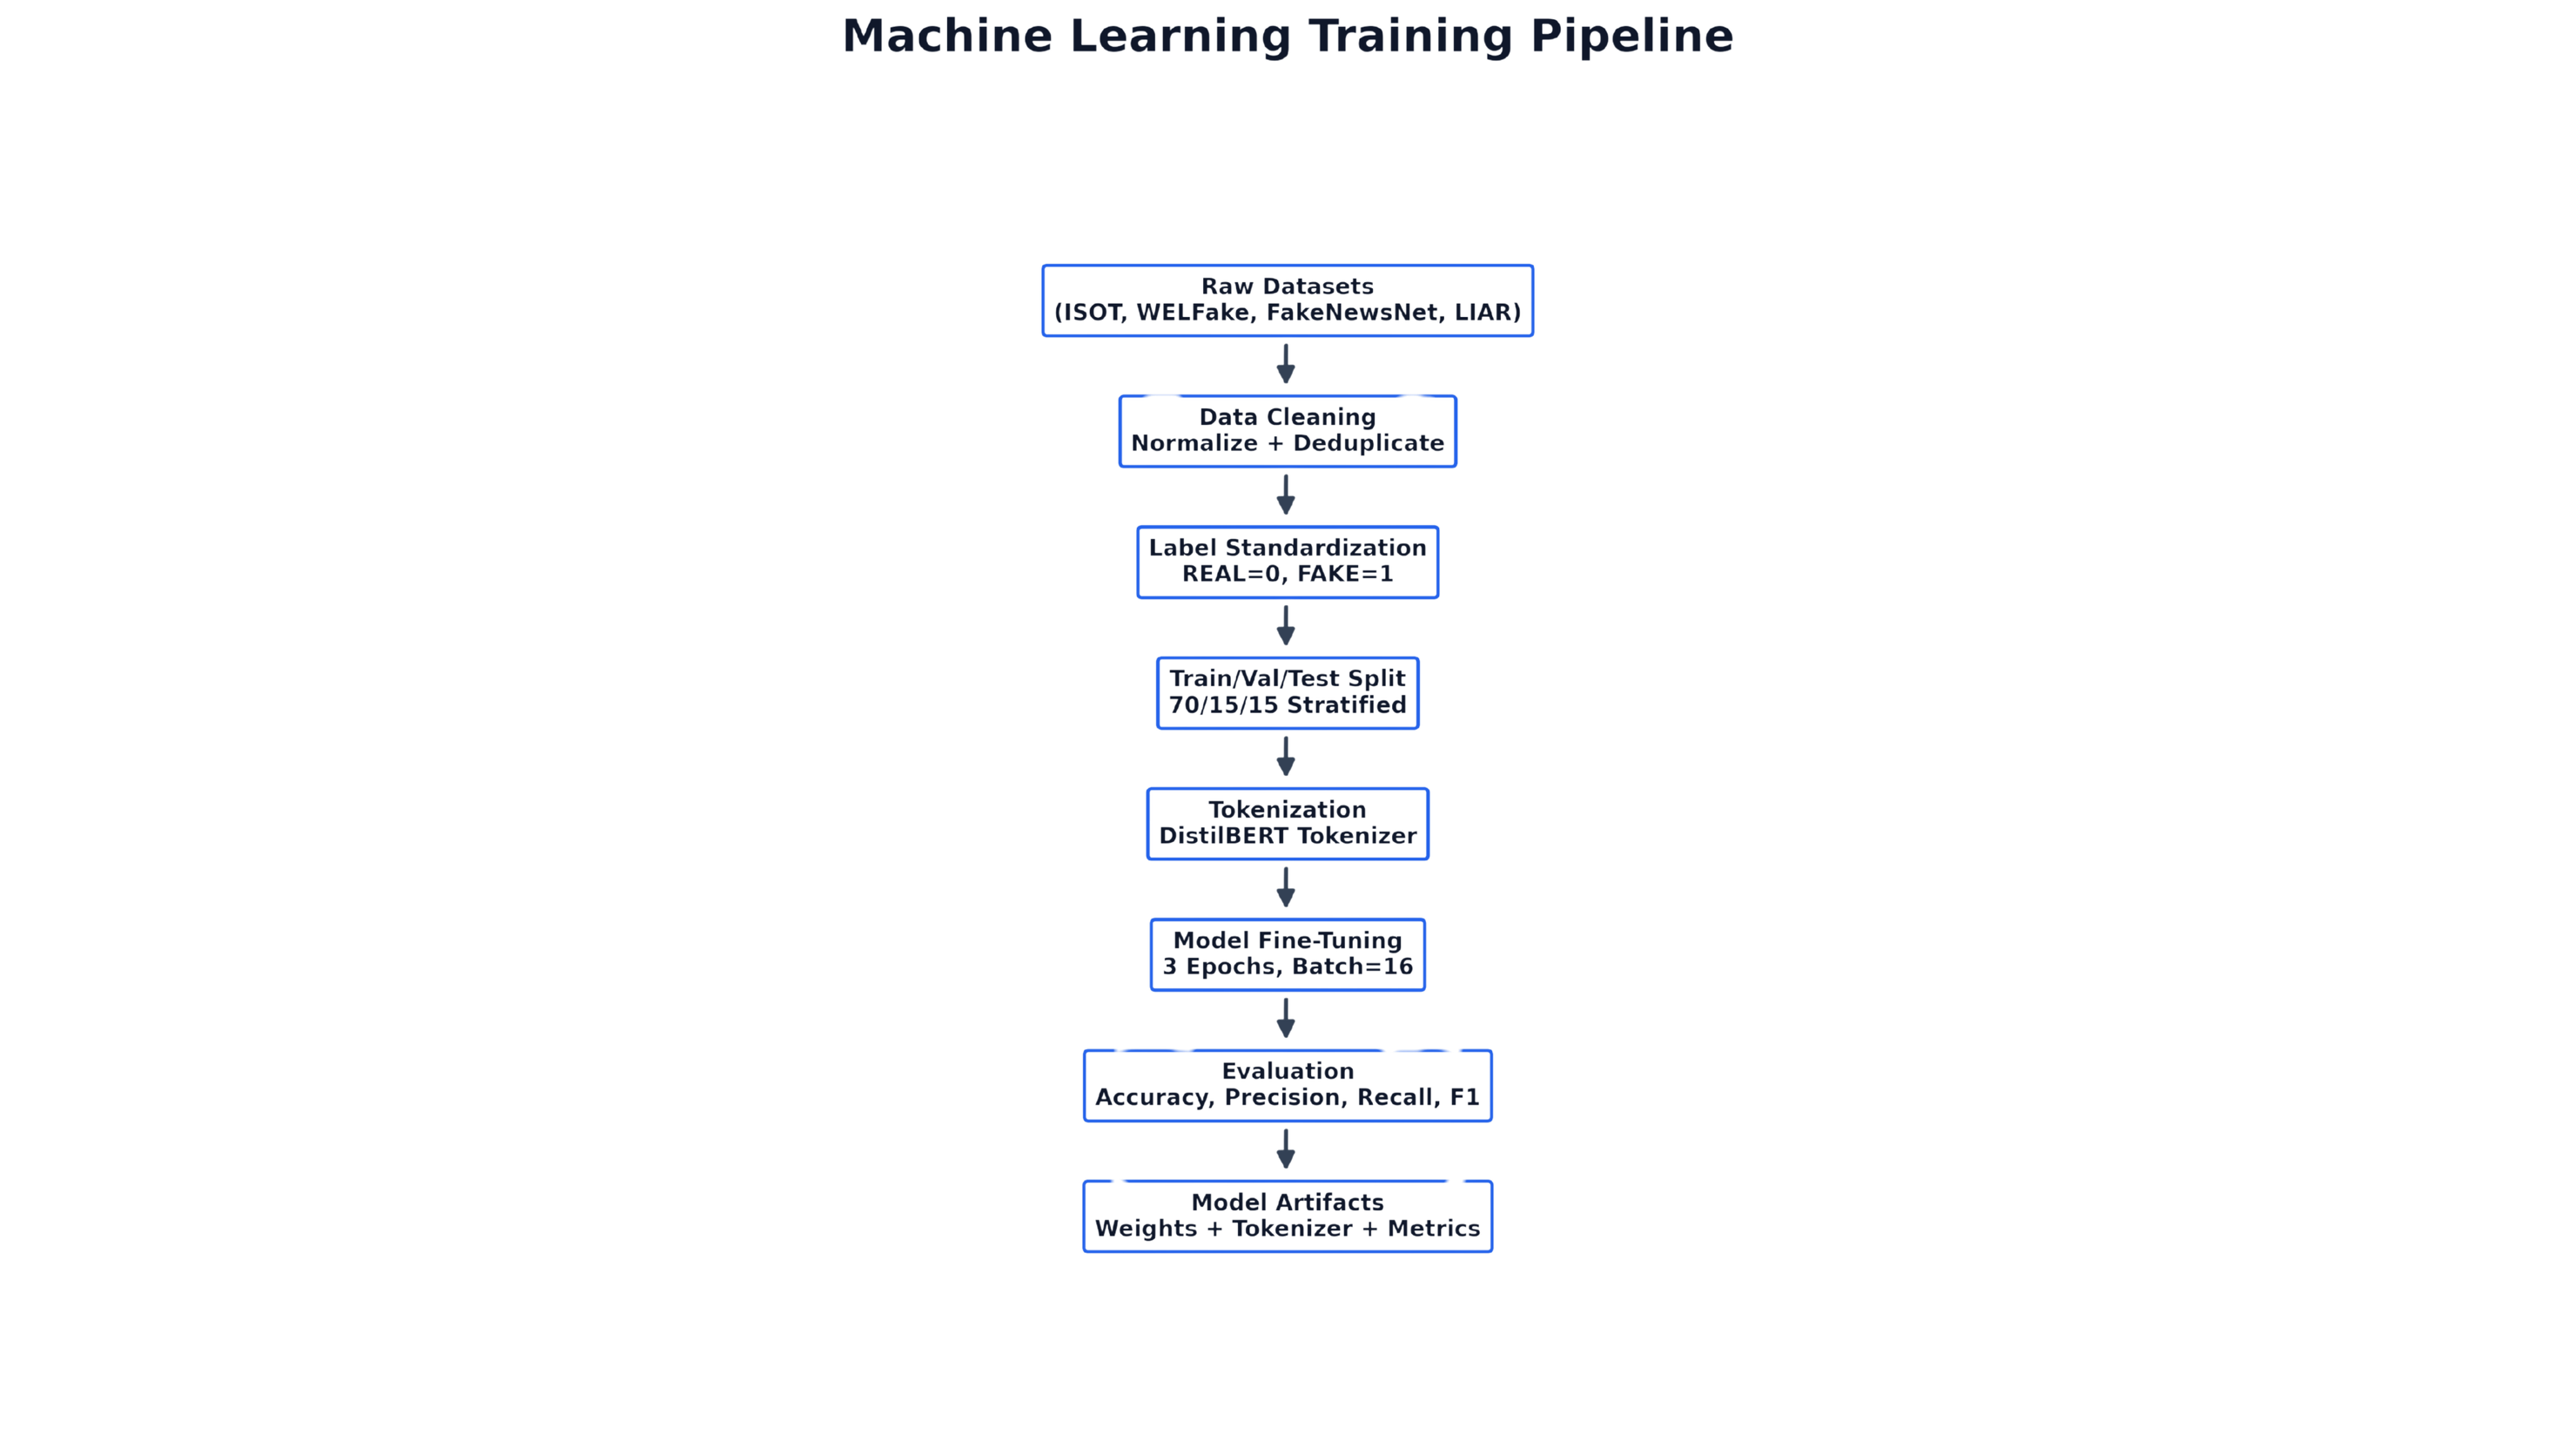 Machine Learning Training Pipeline
Raw Datasets
(ISOT, WELFake, FakeNewsNet, LIAR)
Data Cleaning
Normalize + Deduplicate
Label Standardization
REAL=0, FAKE=1
Train/Val/Test Split
70/15/15 Stratified
Tokenization
DistilBERT Tokenizer
Model Fine-Tuning
3 Epochs, Batch=16
Evaluation
Accuracy, Precision, Recall, F1
Model Artifacts
Weights + Tokenizer + Metrics